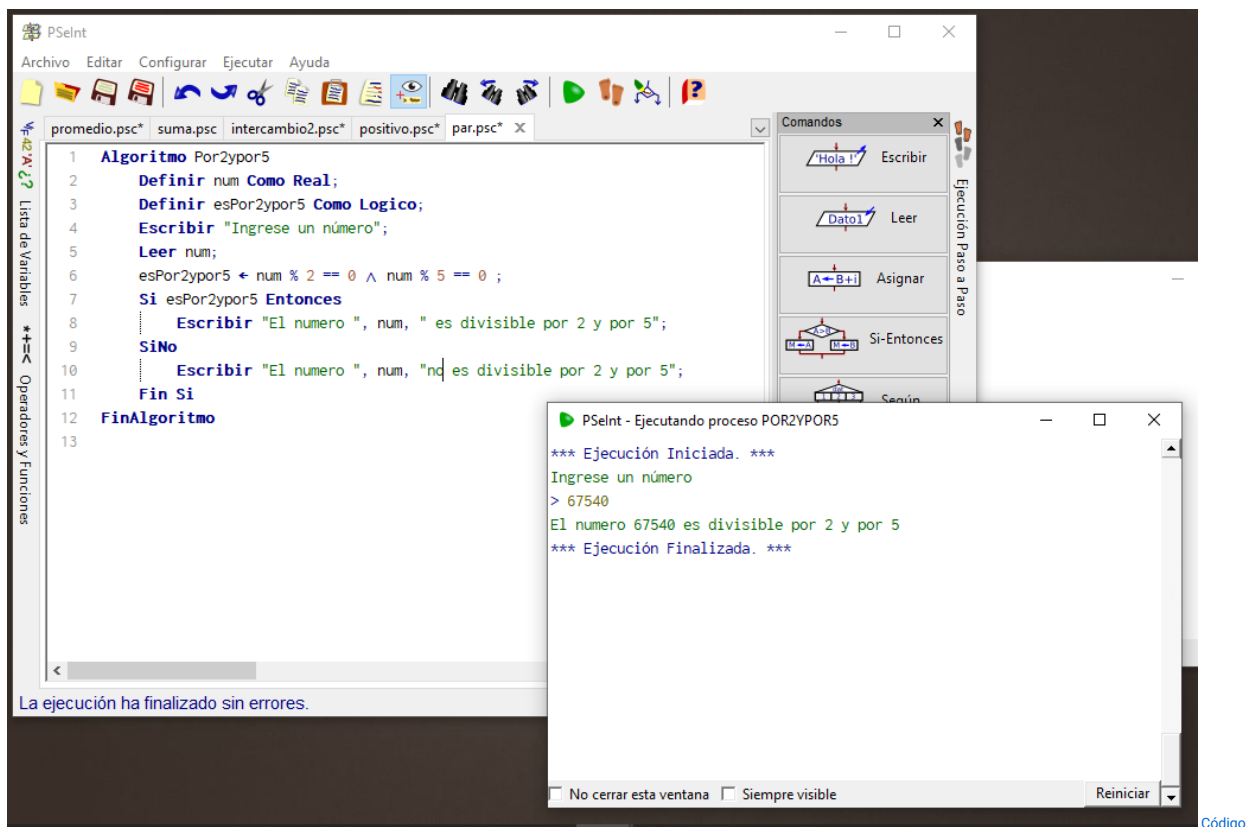 PSeInt
Archivo Editar Configurar Ejecutar Ayuda
promedio.psc* suma.psc intercambio2.psc* positivo.psc* par.psc* X
1 Algoritmo Por2ypor5
2 Definir num Como Real;
3 Definir esPor2ypor5 Como Logico;
4 Escribir "Ingrese un número";
5 Leer num;
6 esPor2ypor5 ← num % 2 == 0 ∧ num % 5 == 0 ;
7 Si esPor2ypor5 Entonces
8 Escribir "El numero ", num, " es divisible por 2 y por 5";
9 SiNo
10 Escribir "El numero ", num, "no es divisible por 2 y por 5";
11 Fin Si
12 FinAlgoritmo
13
*+=< Operadores y Funciones
42 'A' ¿? Lista de Variables
Comandos
'Hola !' Escribir
Dato1 Leer
A←B+i Asignar
A>B M←A M←B Si-Entonces
1 2 3 Según
Ejecución Paso a Paso
La ejecución ha finalizado sin errores.
PSeInt - Ejecutando proceso POR2YPOR5
*** Ejecución Iniciada. ***
Ingrese un número
> 67540
El numero 67540 es divisible por 2 y por 5
*** Ejecución Finalizada. ***
No cerrar esta ventana Siempre visible Reiniciar
Código